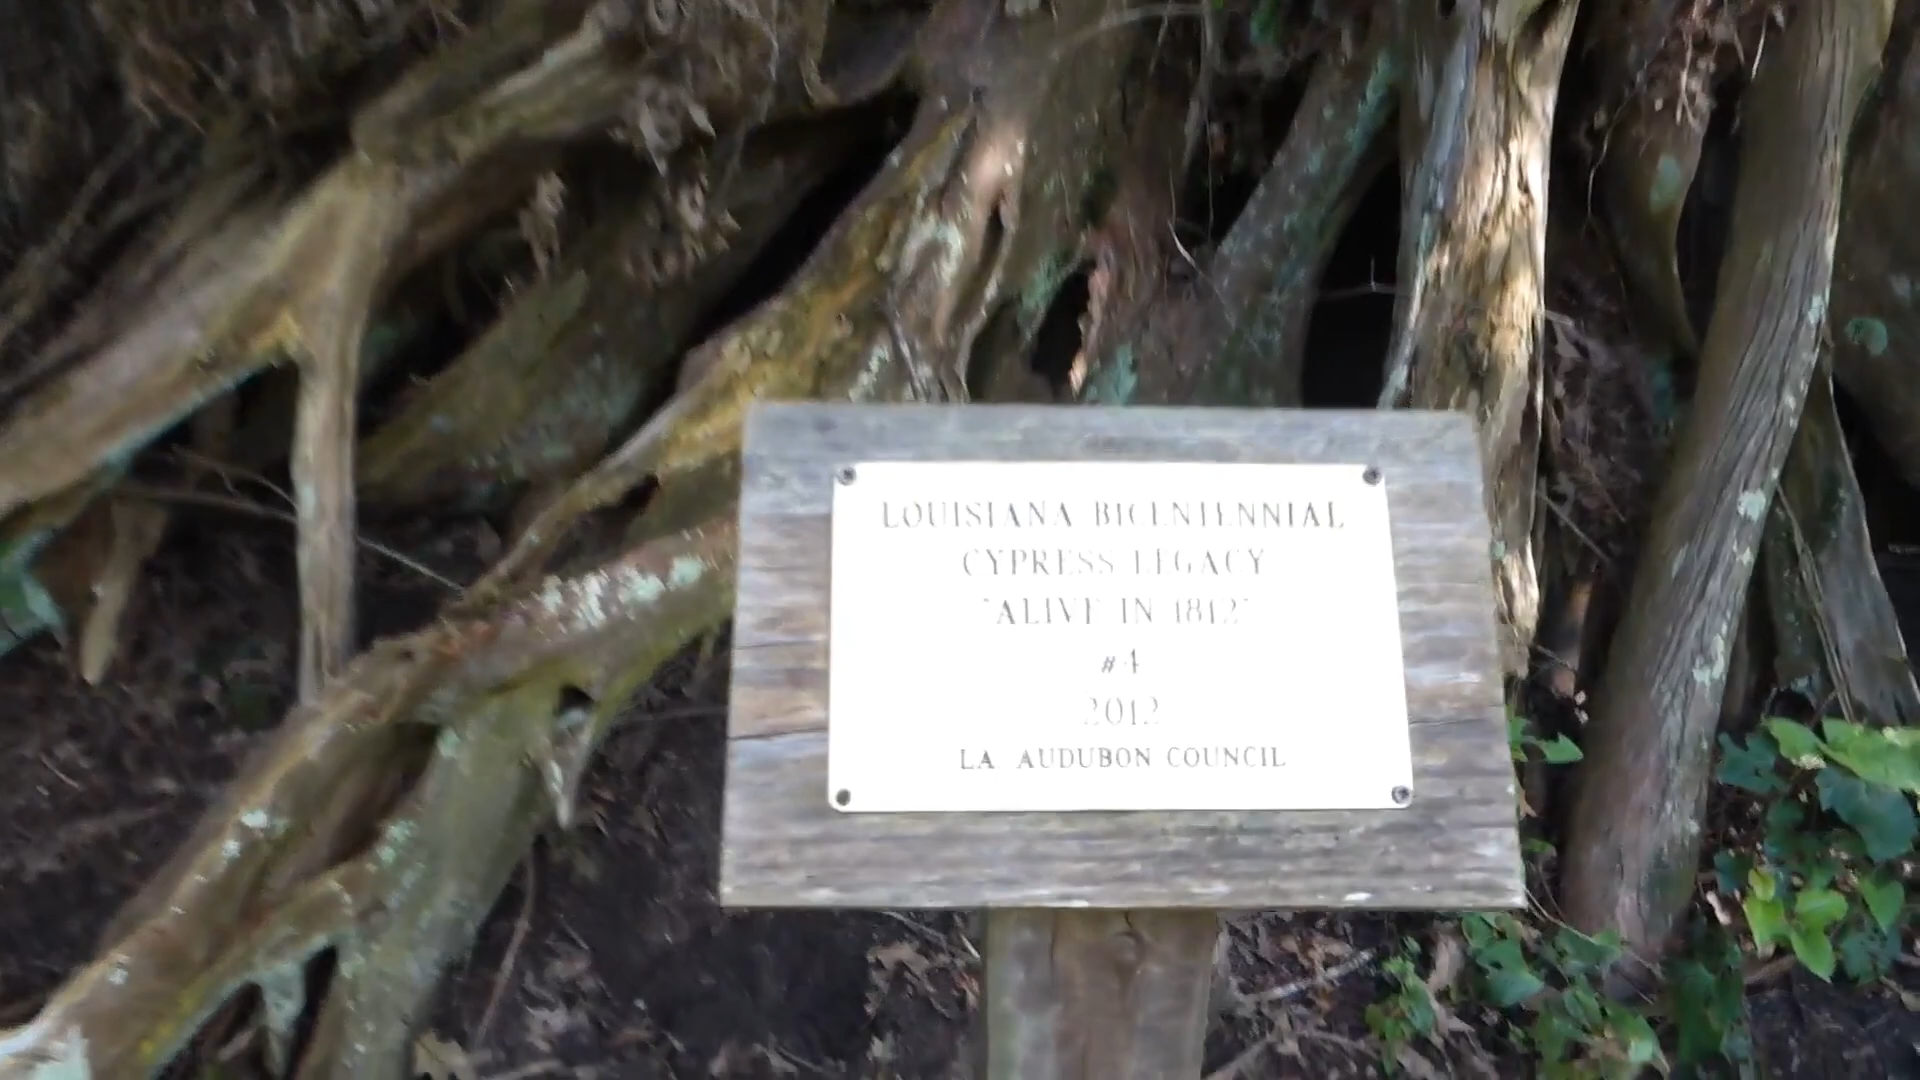 LOUISIANA BICENTENNIAL
CYPRESS LEGACY
"ALIVE IN 1812"
#4
2012
LA. AUDUBON COUNCIL